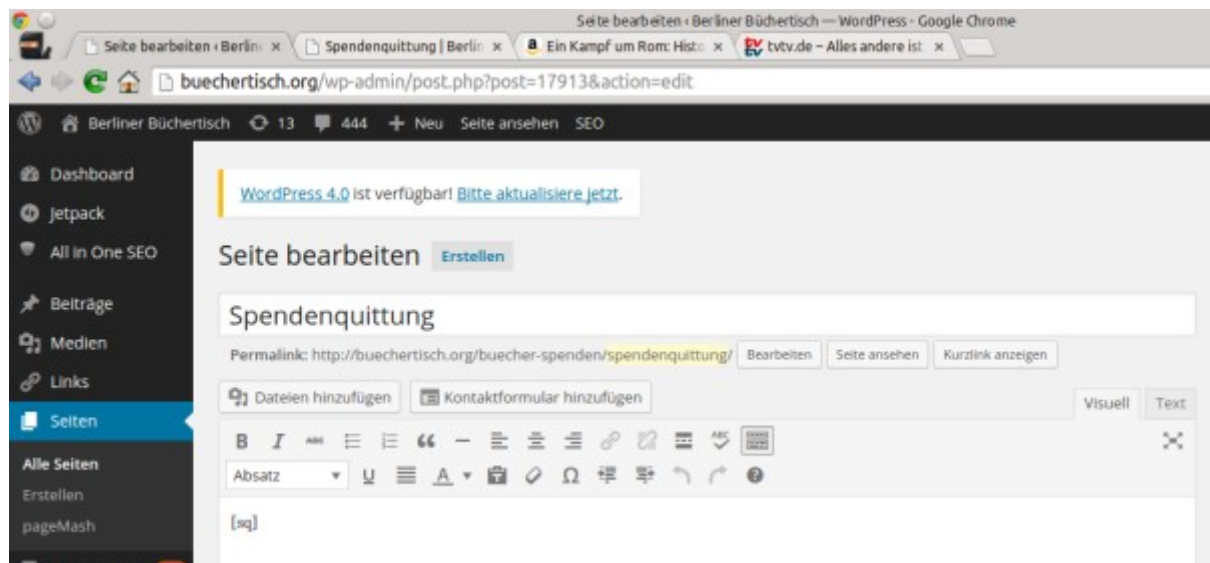 Seite bearbeiten ‹ Berliner Büchertisch — WordPress - Google Chrome
Seite bearbeiten ‹ Berlin × Spendenquittung | Berlin × Ein Kampf um Rom: Histo × tvtv.de – Alles andere ist ×
buechertisch.org/wp-admin/post.php?post=17913&action=edit
Berliner Büchertisch 13 444 + Neu Seite ansehen SEO
Dashboard
Jetpack
All in One SEO
Beiträge
Medien
Links
Seiten
Alle Seiten
Erstellen
pageMash
WordPress 4.0 ist verfügbar! Bitte aktualisiere jetzt.
Seite bearbeiten Erstellen
Spendenquittung
Permalink: http://buechertisch.org/buecher-spenden/spendenquittung/ Bearbeiten Seite ansehen Kurzlink anzeigen
Dateien hinzufügen Kontaktformular hinzufügen Visuell Text
B I ABC “ — ABC
Absatz U A Ω ?
[sq]